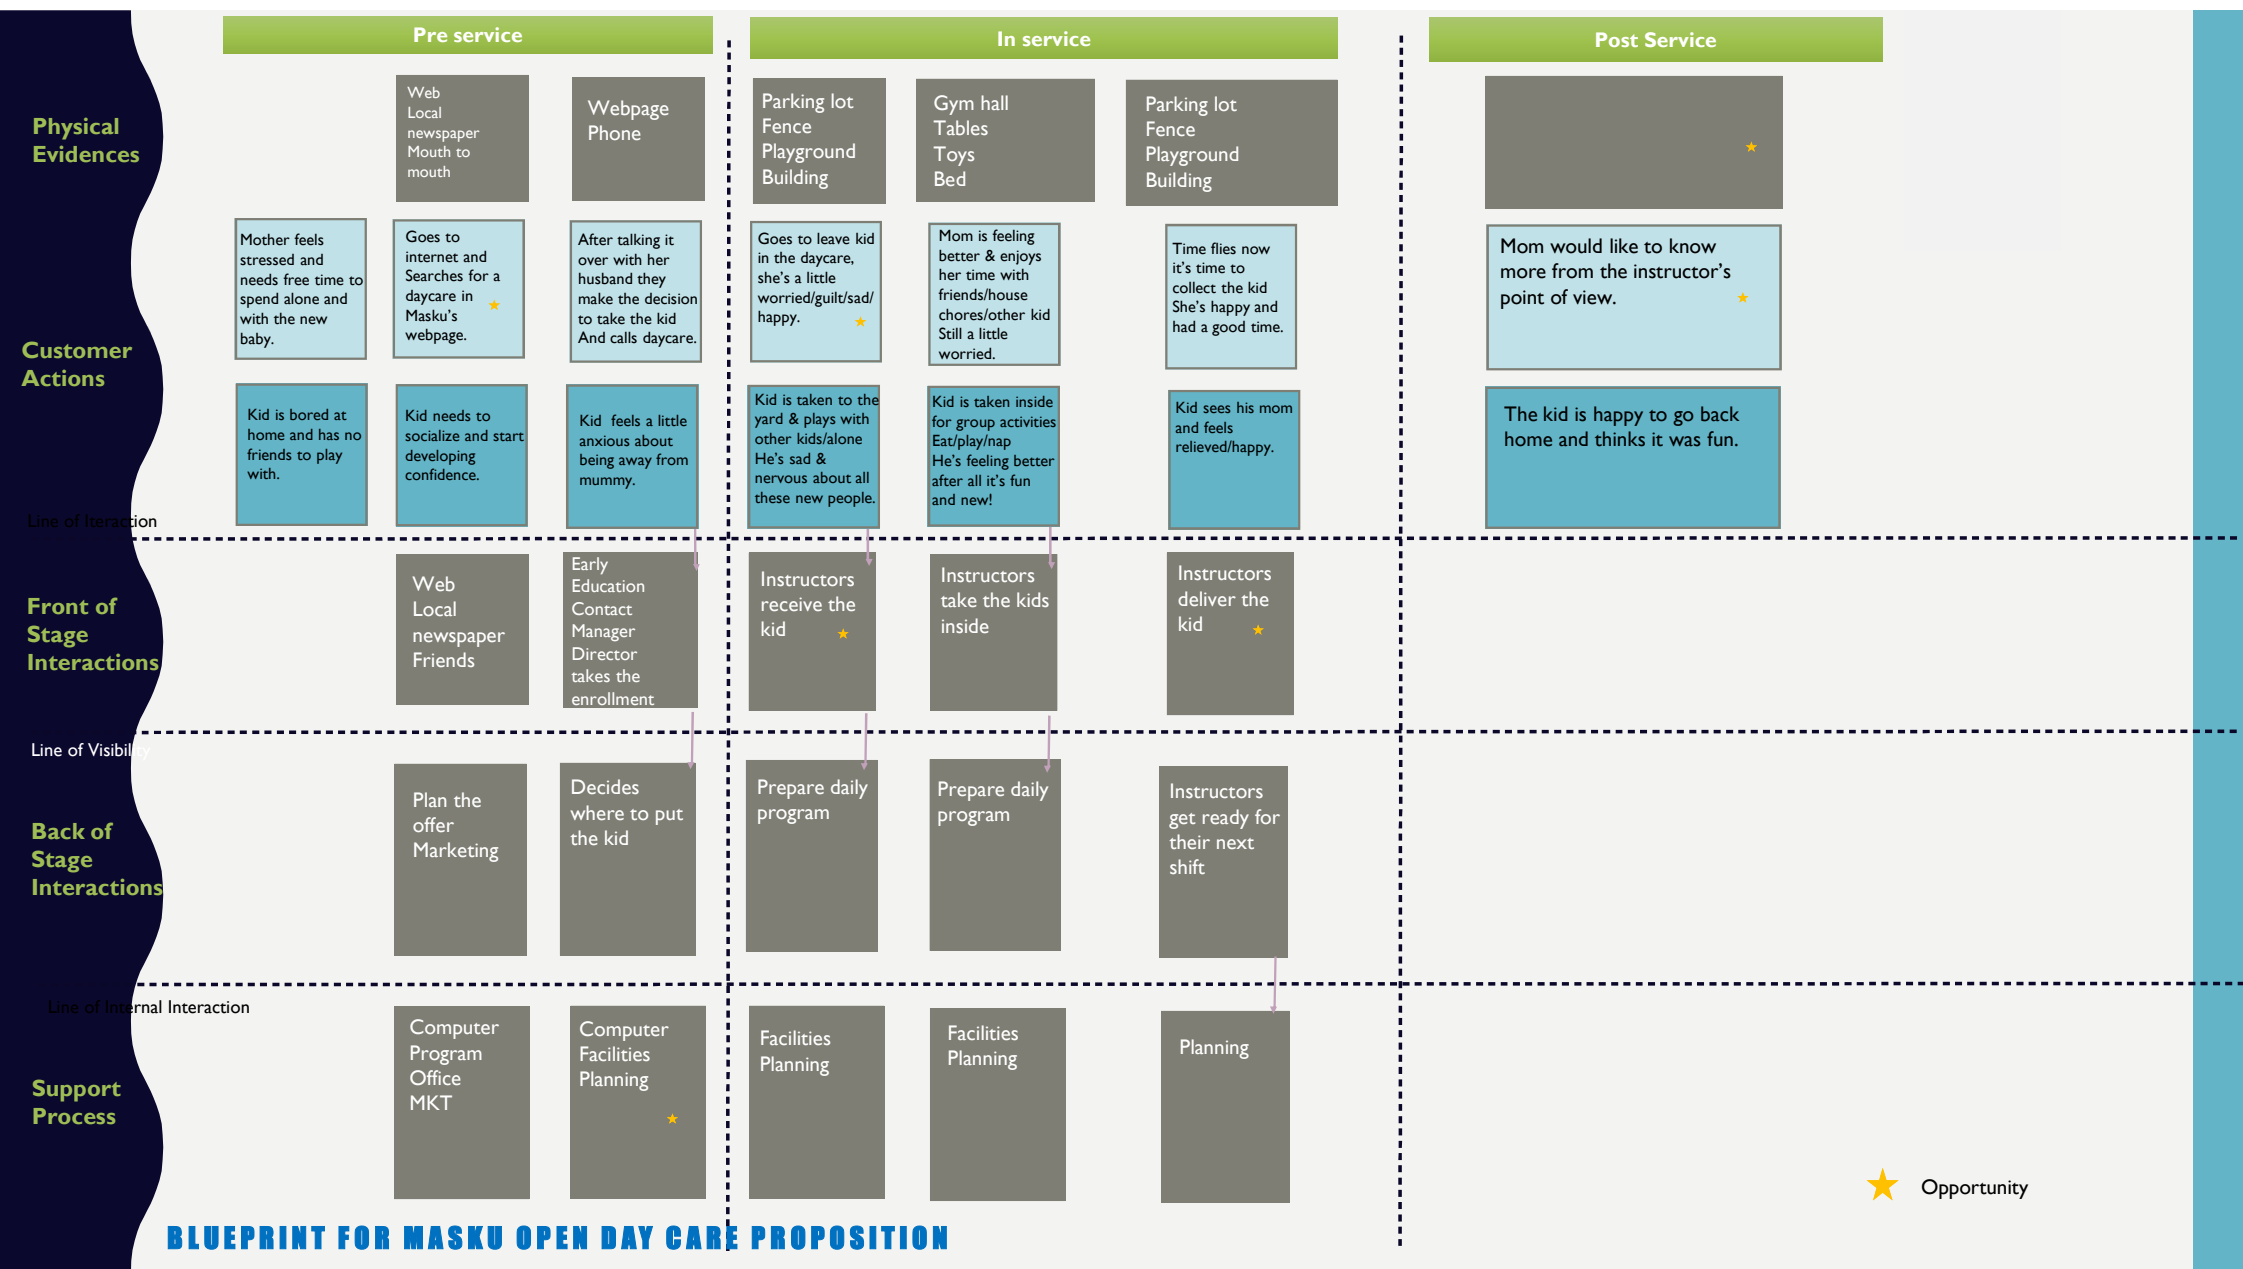 Pre service
In service
Post Service
Physical
Evidences
Web
Local
newspaper
Mouth to
mouth
Webpage
Phone
Parking lot
Fence
Playground
Building
Gym hall
Tables
Toys
Bed
Parking lot
Fence
Playground
Building
Customer
Actions
Mother feels
stressed and
needs free time to
spend alone and
with the new
baby.
Goes to
internet and
Searches for a
daycare in
Masku's
webpage.
After talking it
over with her
husband they
make the decision
to take the kid
And calls daycare.
Goes to leave kid
in the daycare,
she's a little
worried/guilt/sad/
happy.
Mom is feeling
better & enjoys
her time with
friends/house
chores/other kid
Still a little
worried.
Time flies now
it's time to
collect the kid
She's happy and
had a good time.
Mom would like to know
more from the instructor's
point of view.
Kid is bored at
home and has no
friends to play
with.
Kid needs to
socialize and start
developing
confidence.
Kid  feels a little
anxious about
being away from
mummy.
Kid is taken to the
yard & plays with
other kids/alone
He's sad &
nervous about all
these new people.
Kid is taken inside
for group activities
Eat/play/nap
He's feeling better
after all it's fun
and new!
Kid sees his mom
and feels
relieved/happy.
The kid is happy to go back
home and thinks it was fun.
Line of Iteraction
Front of
Stage
Interactions
Web
Local
newspaper
Friends
Early
Education
Contact
Manager
Director
takes the
enrollment
Instructors
receive the
kid
Instructors
take the kids
inside
Instructors
deliver the
kid
Line of Visibility
Back of
Stage
Interactions
Plan the
offer
Marketing
Decides
where to put
the kid
Prepare daily
program
Prepare daily
program
Instructors
get ready for
their next
shift
Line of Internal Interaction
Support
Process
Computer
Program
Office
MKT
Computer
Facilities
Planning
Facilities
Planning
Facilities
Planning
Planning
Opportunity
BLUEPRINT FOR MASKU OPEN DAY CARE PROPOSITION